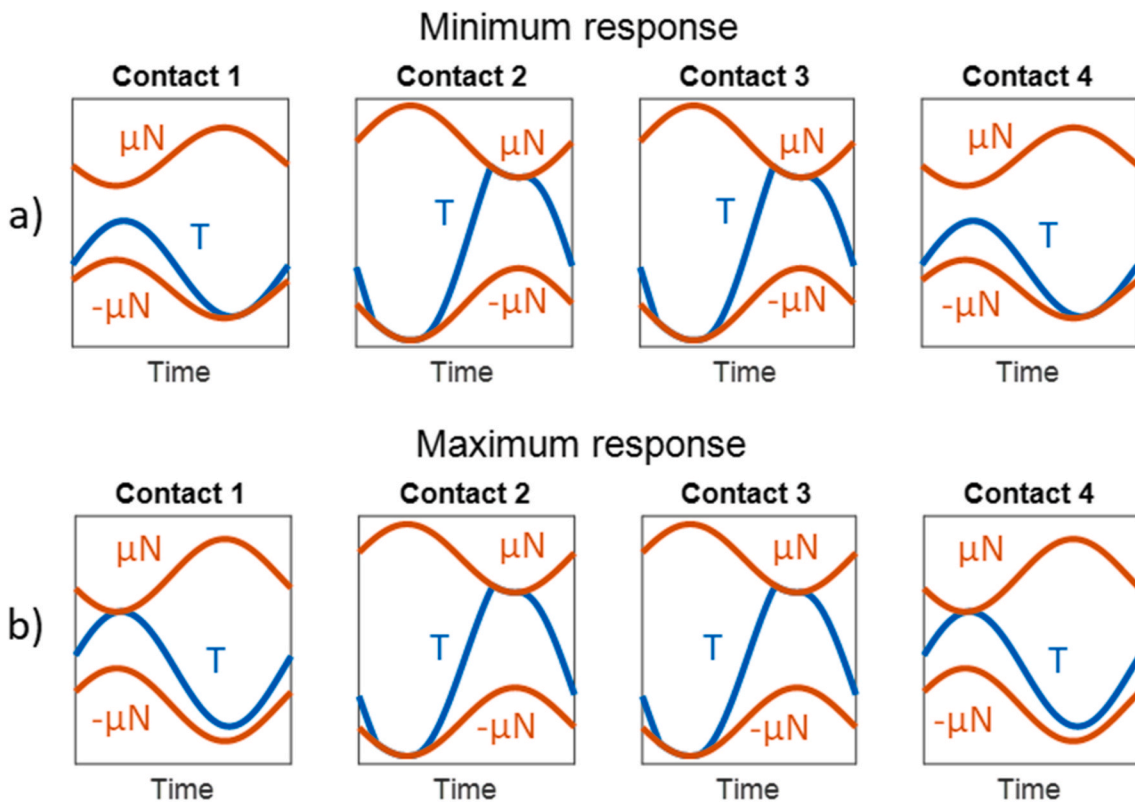 Minimum response
Contact 1 Contact 2 Contact 3 Contact 4
a)
μN T -μN
μN T -μN
μN T -μN
μN T -μN
Time Time Time Time
Maximum response
Contact 1 Contact 2 Contact 3 Contact 4
b)
μN T -μN
μN T -μN
μN T -μN
μN T -μN
Time Time Time Time